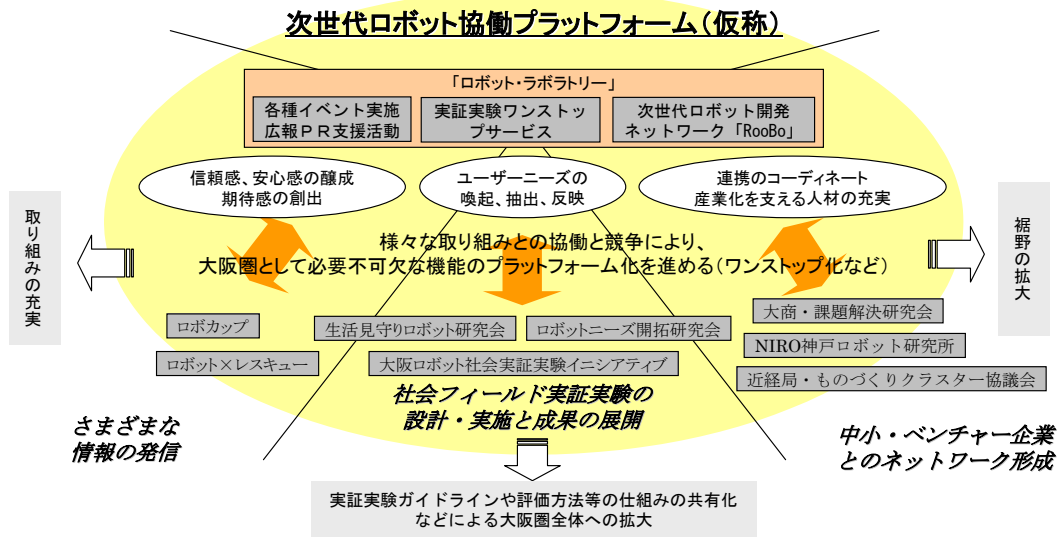 次世代ロボット協働プラットフォーム(仮称)
「ロボット・ラボラトリー」
各種イベント実施
広報PR支援活動
実証実験ワンストッ
プサービス
次世代ロボット開発
ネットワーク「RooBo」
信頼感、安心感の醸成
期待感の創出
ユーザーニーズの
喚起、抽出、反映
連携のコーディネート
産業化を支える人材の充実
取り組みの充実
裾野の拡大
様々な取り組みとの協働と競争により、
大阪圏として必要不可欠な機能のプラットフォーム化を進める(ワンストップ化など)
ロボカップ
ロボット×レスキュー
生活見守りロボット研究会
ロボットニーズ開拓研究会
大阪ロボット社会実証実験イニシアティブ
大商・課題解決研究会
NIRO神戸ロボット研究所
近経局・ものづくりクラスター協議会
さまざまな
情報の発信
社会フィールド実証実験の
設計・実施と成果の展開
中小・ベンチャー企業
とのネットワーク形成
実証実験ガイドラインや評価方法等の仕組みの共有化
などによる大阪圏全体への拡大